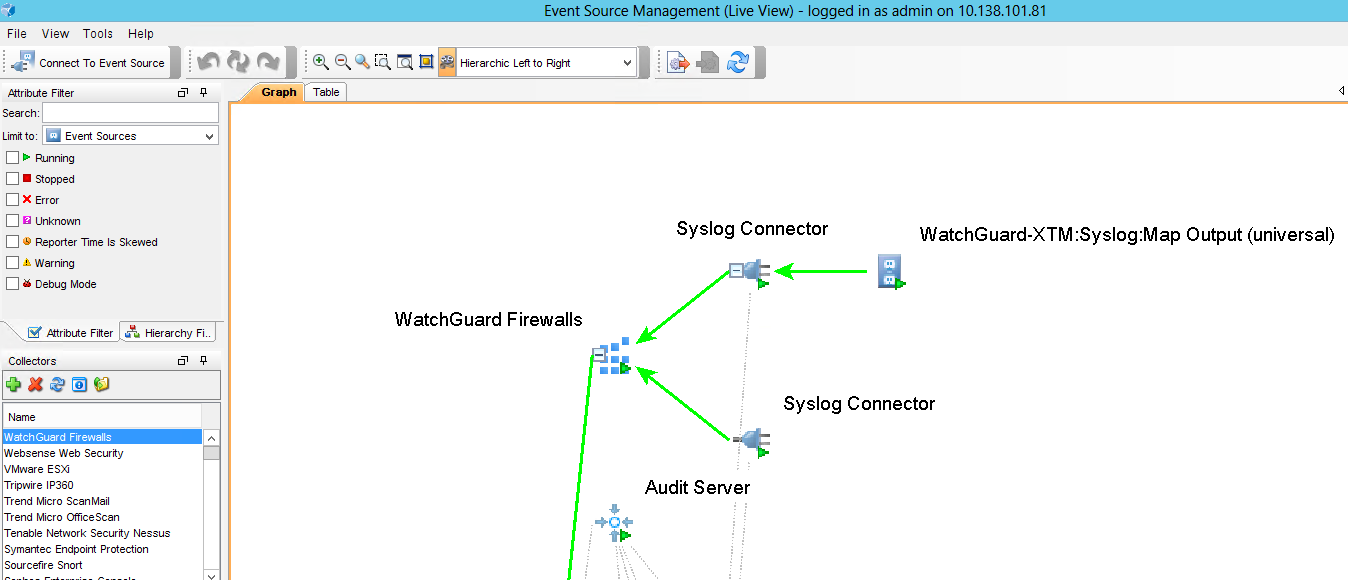 Event Source Management (Live View) - logged in as admin on 10.138.101.81
File View Tools Help
Connect To Event Source
Hierarchic Left to Right
Attribute Filter
Search:
Limit to: Event Sources
Running
Stopped
Error
Unknown
Reporter Time Is Skewed
Warning
Debug Mode
Attribute Filter Hierarchy Fi..
Collectors
Name
WatchGuard Firewalls
Websense Web Security
VMware ESXi
Tripwire IP360
Trend Micro ScanMail
Trend Micro OfficeScan
Tenable Network Security Nessus
Symantec Endpoint Protection
Sourcefire Snort
Graph Table
Syslog Connector
WatchGuard-XTM:Syslog:Map Output (universal)
WatchGuard Firewalls
Syslog Connector
Audit Server